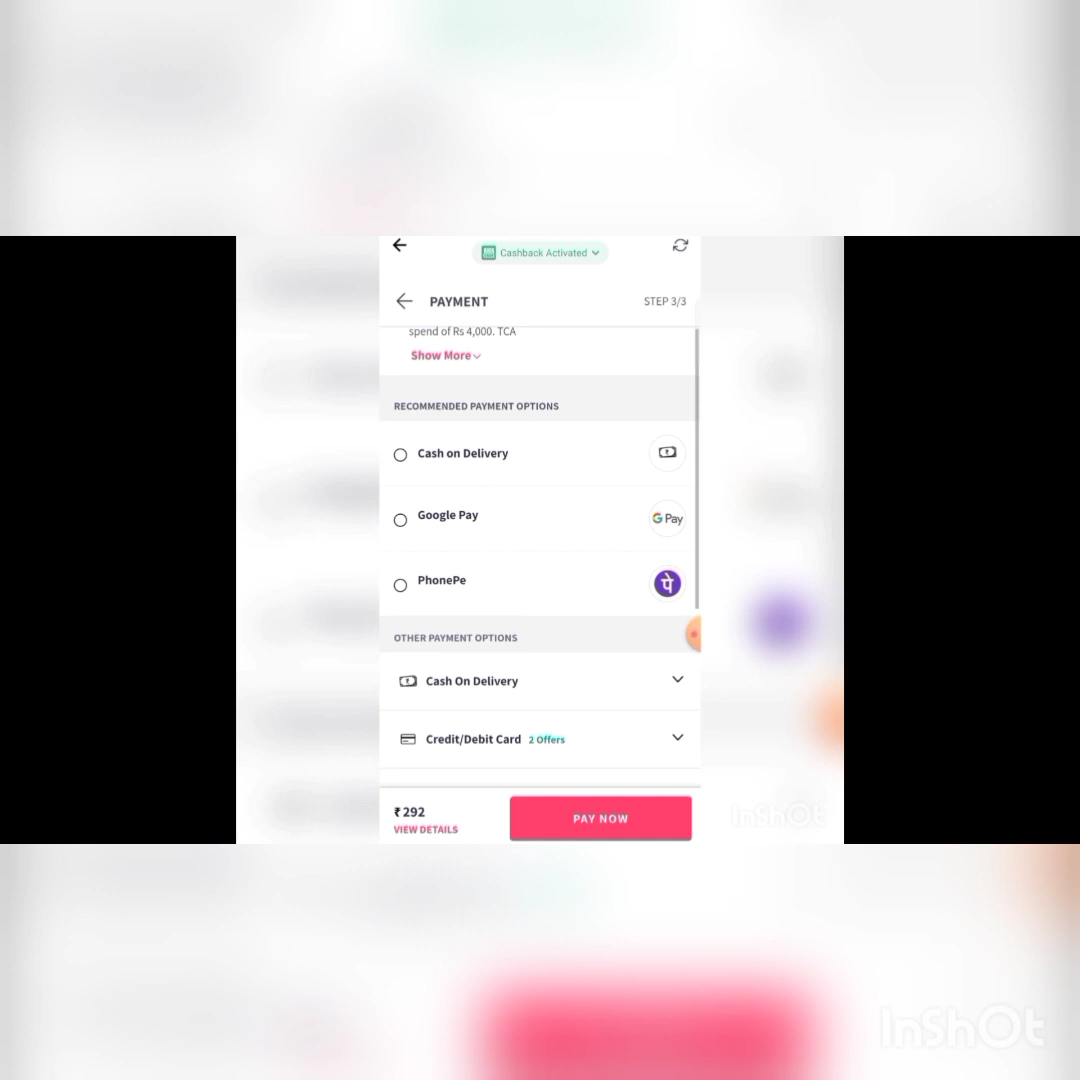 Cashback Activated
PAYMENT
STEP 3/3
spend of Rs 4,000. TCA
Show More
RECOMMENDED PAYMENT OPTIONS
Cash on Delivery
Google Pay
G Pay
PhonePe
पे
OTHER PAYMENT OPTIONS
Cash On Delivery
Credit/Debit Card 2 Offers
₹ 292
VIEW DETAILS
PAY NOW
InShOt
InShOt